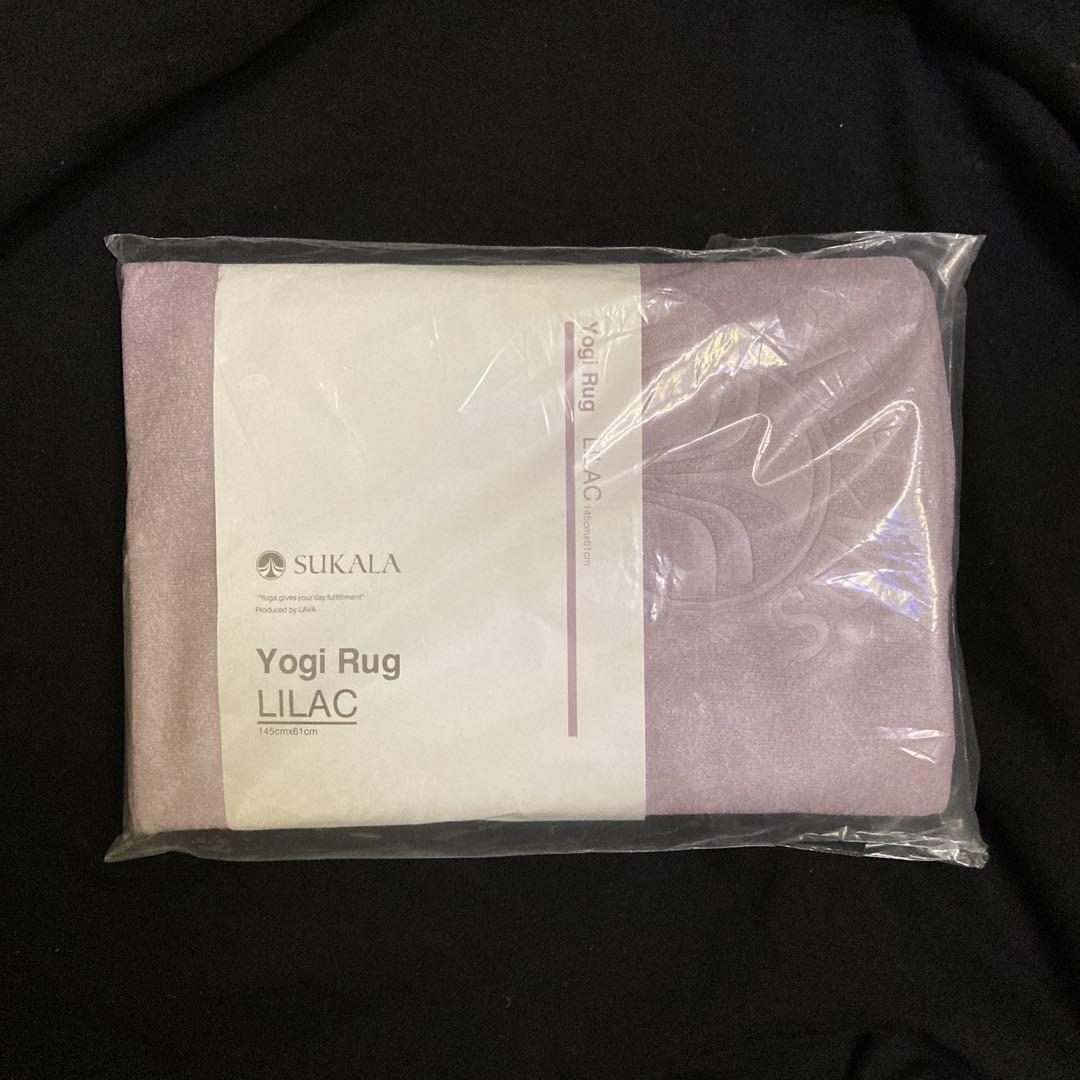 SUKALA
"Yoga gives your day fulfillment"
Produced by LAVA
Yogi Rug
LILAC
145cmx61cm
Yogi Rug LILAC 145cmx61cm
S